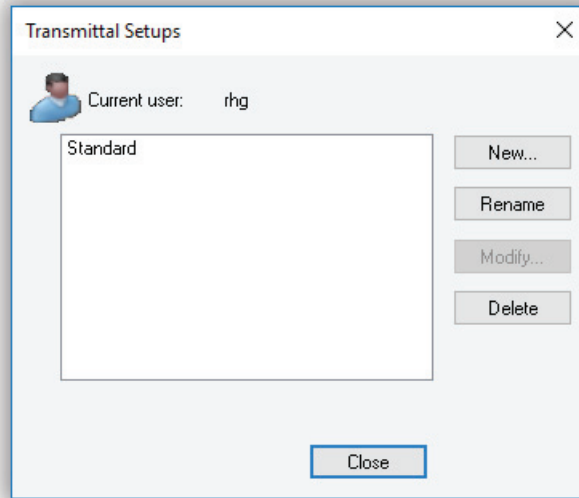 Transmittal Setups
Current user: rhg
Standard
New...
Rename
Modify...
Delete
Close